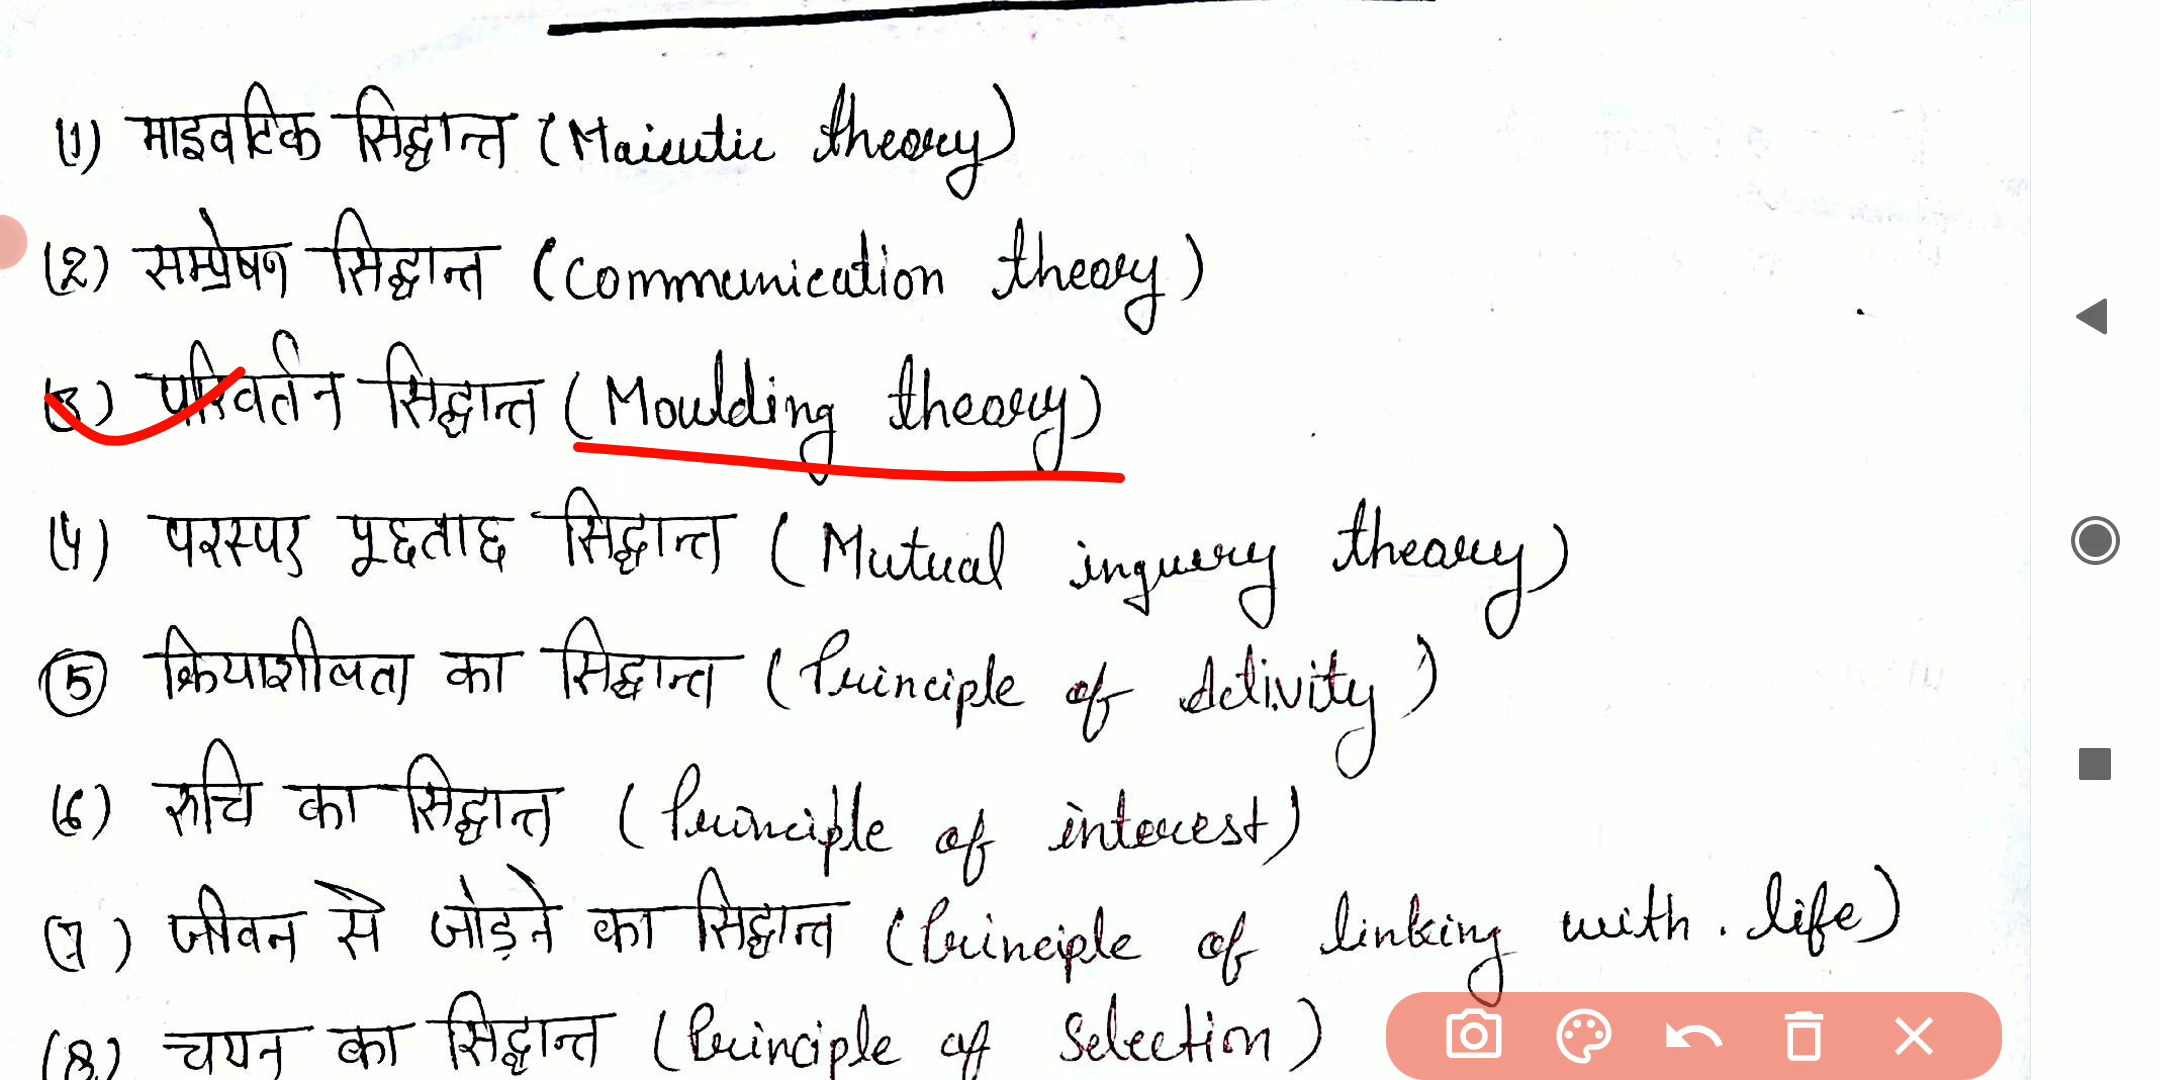 (1) माइवटिक सिद्धान्त (Maieutic theory)
(2) सम्प्रेषण सिद्धान्त (Communication theory)
(3) परिवर्तन सिद्धान्त (Moulding theory)
(4) परस्पर पूछताछ सिद्धान्त (Mutual inquery theory)
(5) क्रियाशीलता का सिद्धान्त (Principle of Activity)
(6) रुचि का सिद्धान्त (Principle of interest)
(7) जीवन से जोड़ने का सिद्धान्त (Principle of linking with . life)
(8) चयन का सिद्धान्त (Principle of Selection)